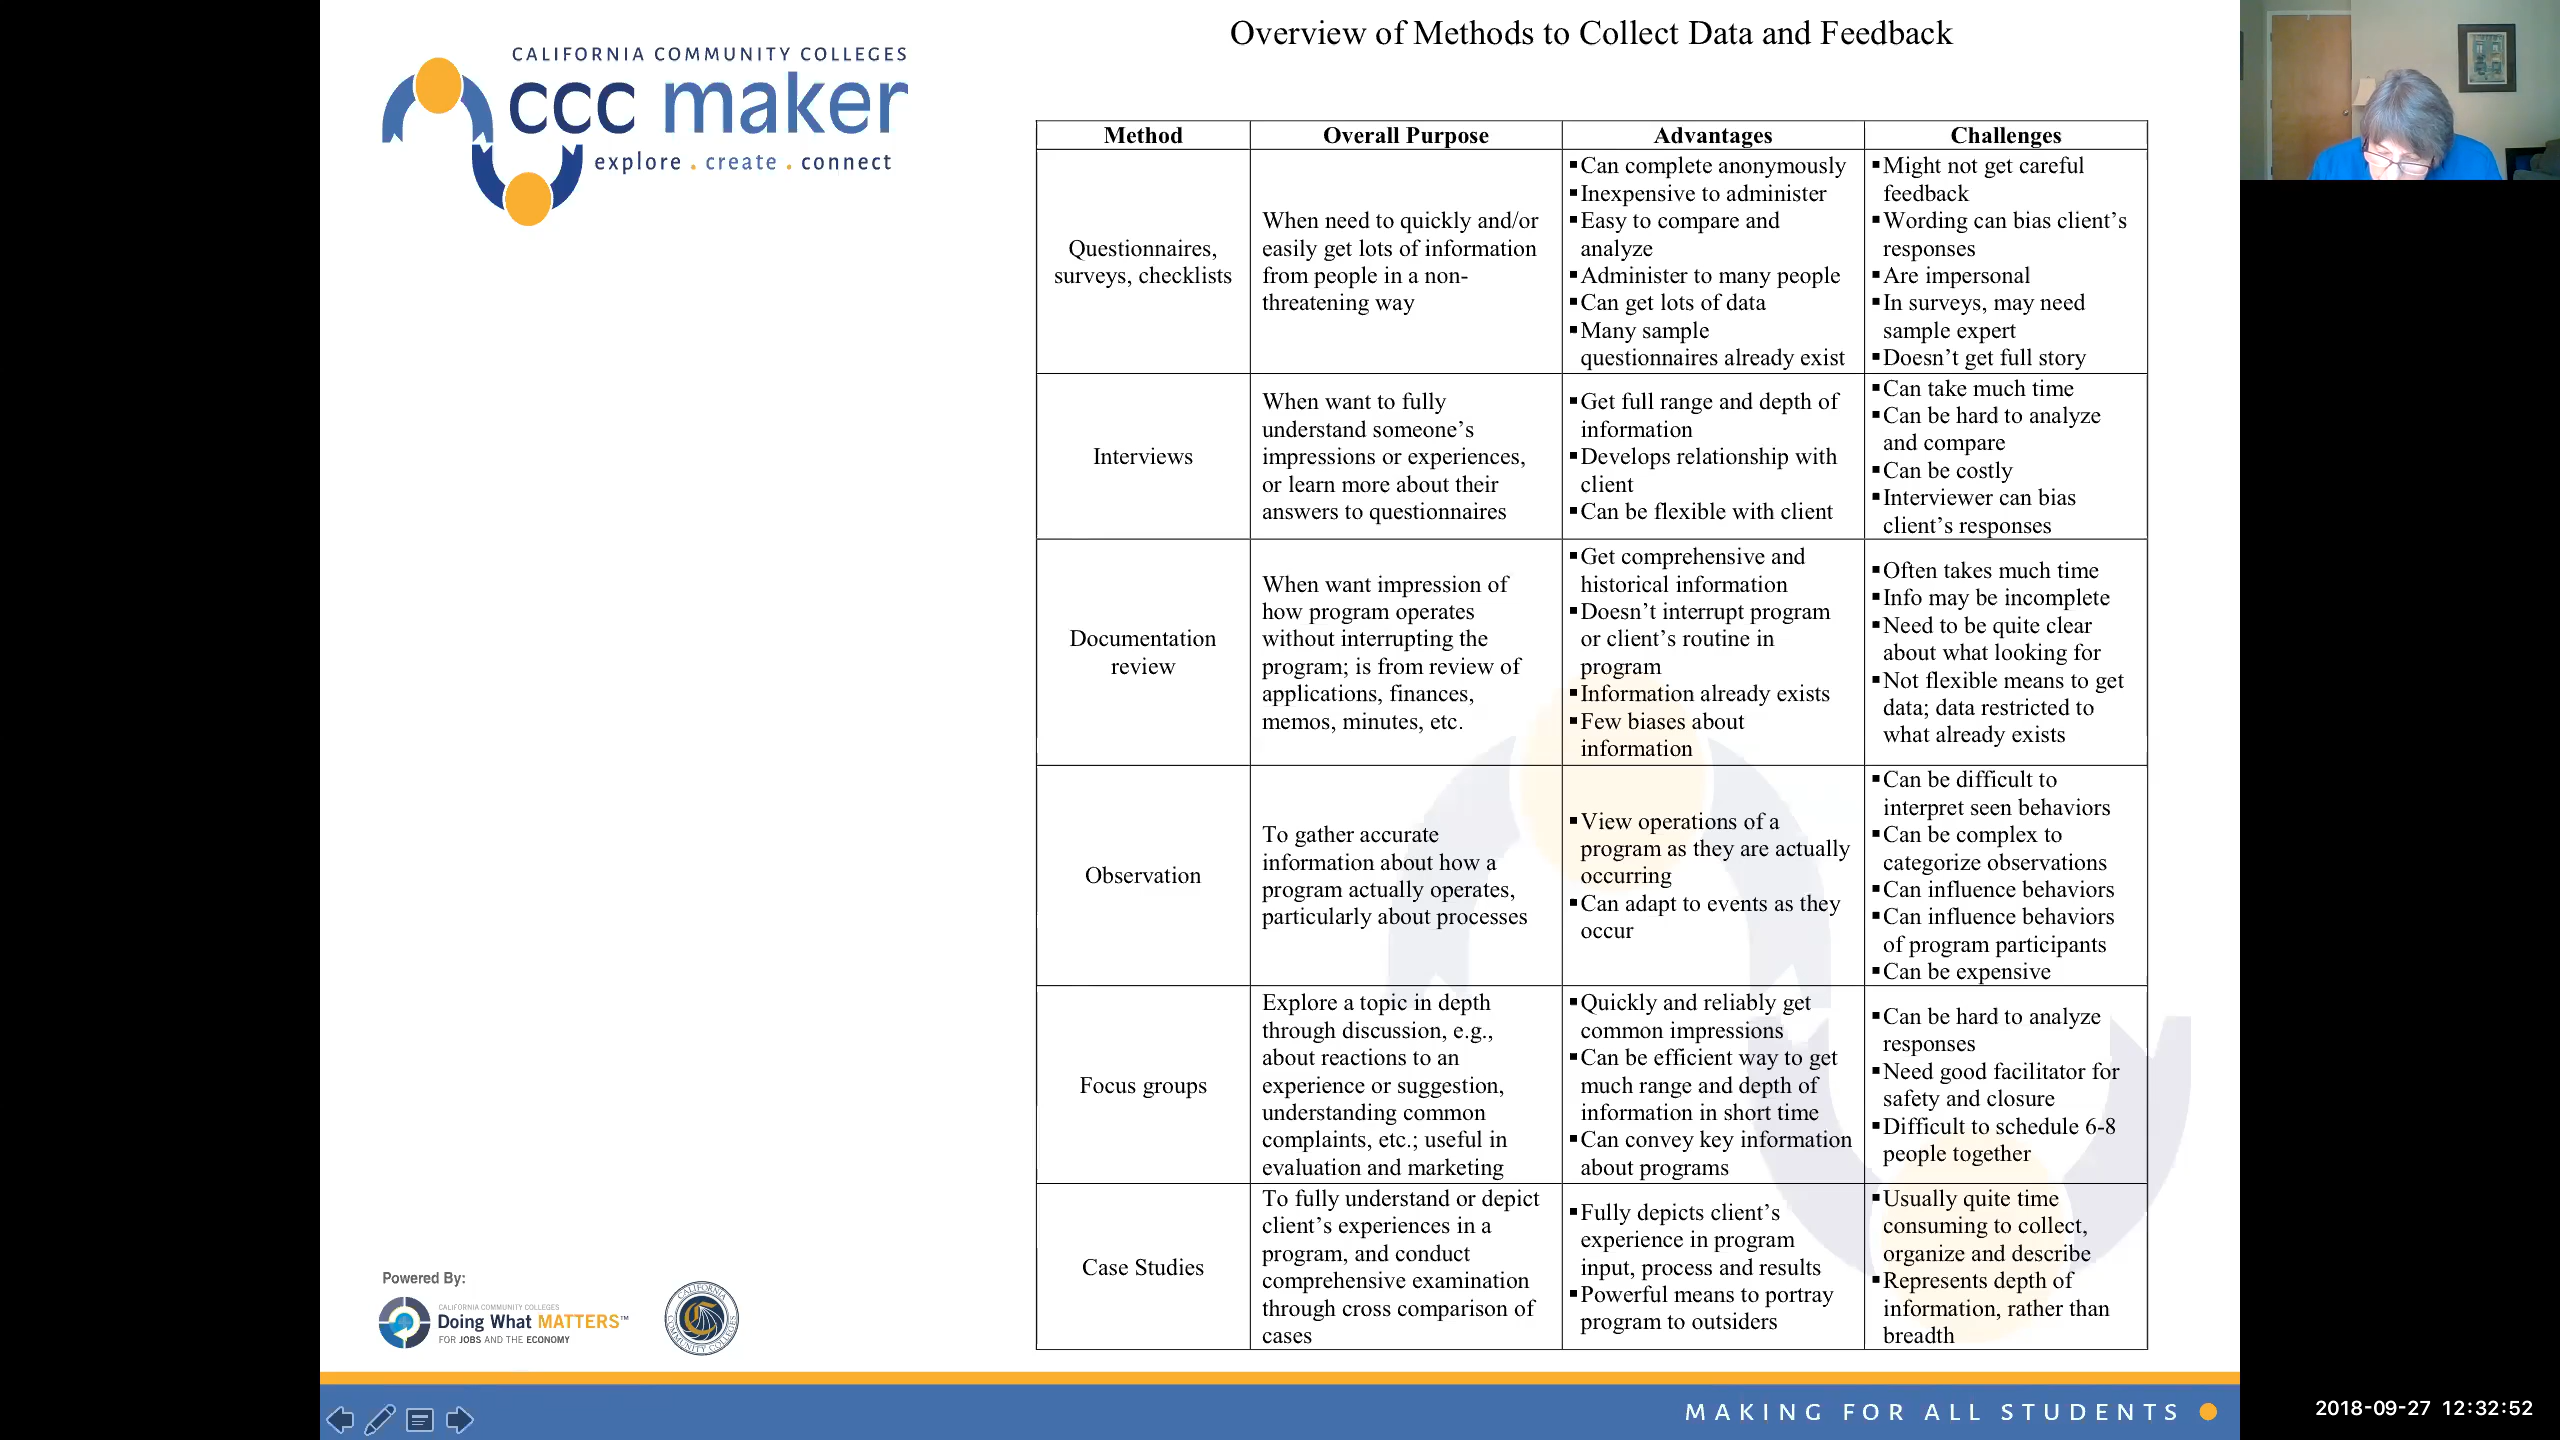 CALIFORNIA COMMUNITY COLLEGES
ccc maker
explore . create . connect
Overview of Methods to Collect Data and Feedback
Method
Overall Purpose
Advantages
Challenges
Questionnaires,
surveys, checklists
When need to quickly and/or
easily get lots of information
from people in a non-
threatening way
▪Can complete anonymously
▪Inexpensive to administer
▪Easy to compare and
analyze
▪Administer to many people
▪Can get lots of data
▪Many sample
questionnaires already exist
▪Might not get careful
feedback
▪Wording can bias client’s
responses
▪Are impersonal
▪In surveys, may need
sample expert
▪Doesn’t get full story
Interviews
When want to fully
understand someone’s
impressions or experiences,
or learn more about their
answers to questionnaires
▪Get full range and depth of
information
▪Develops relationship with
client
▪Can be flexible with client
▪Can take much time
▪Can be hard to analyze
and compare
▪Can be costly
▪Interviewer can bias
client’s responses
Documentation
review
When want impression of
how program operates
without interrupting the
program; is from review of
applications, finances,
memos, minutes, etc.
▪Get comprehensive and
historical information
▪Doesn’t interrupt program
or client’s routine in
program
▪Information already exists
▪Few biases about
information
▪Often takes much time
▪Info may be incomplete
▪Need to be quite clear
about what looking for
▪Not flexible means to get
data; data restricted to
what already exists
Observation
To gather accurate
information about how a
program actually operates,
particularly about processes
▪View operations of a
program as they are actually
occurring
▪Can adapt to events as they
occur
▪Can be difficult to
interpret seen behaviors
▪Can be complex to
categorize observations
▪Can influence behaviors
▪Can influence behaviors
of program participants
▪Can be expensive
Focus groups
Explore a topic in depth
through discussion, e.g.,
about reactions to an
experience or suggestion,
understanding common
complaints, etc.; useful in
evaluation and marketing
▪Quickly and reliably get
common impressions
▪Can be efficient way to get
much range and depth of
information in short time
▪Can convey key information
about programs
▪Can be hard to analyze
responses
▪Need good facilitator for
safety and closure
▪Difficult to schedule 6-8
people together
Case Studies
To fully understand or depict
client’s experiences in a
program, and conduct
comprehensive examination
through cross comparison of
cases
▪Fully depicts client’s
experience in program
input, process and results
▪Powerful means to portray
program to outsiders
▪Usually quite time
consuming to collect,
organize and describe
▪Represents depth of
information, rather than
breadth
Powered By:
CALIFORNIA COMMUNITY COLLEGES
Doing What MATTERS™
FOR JOBS AND THE ECONOMY
CALIFORNIA
COMMUNITY COLLEGES
MAKING FOR ALL STUDENTS
2018-09-27 12:32:52